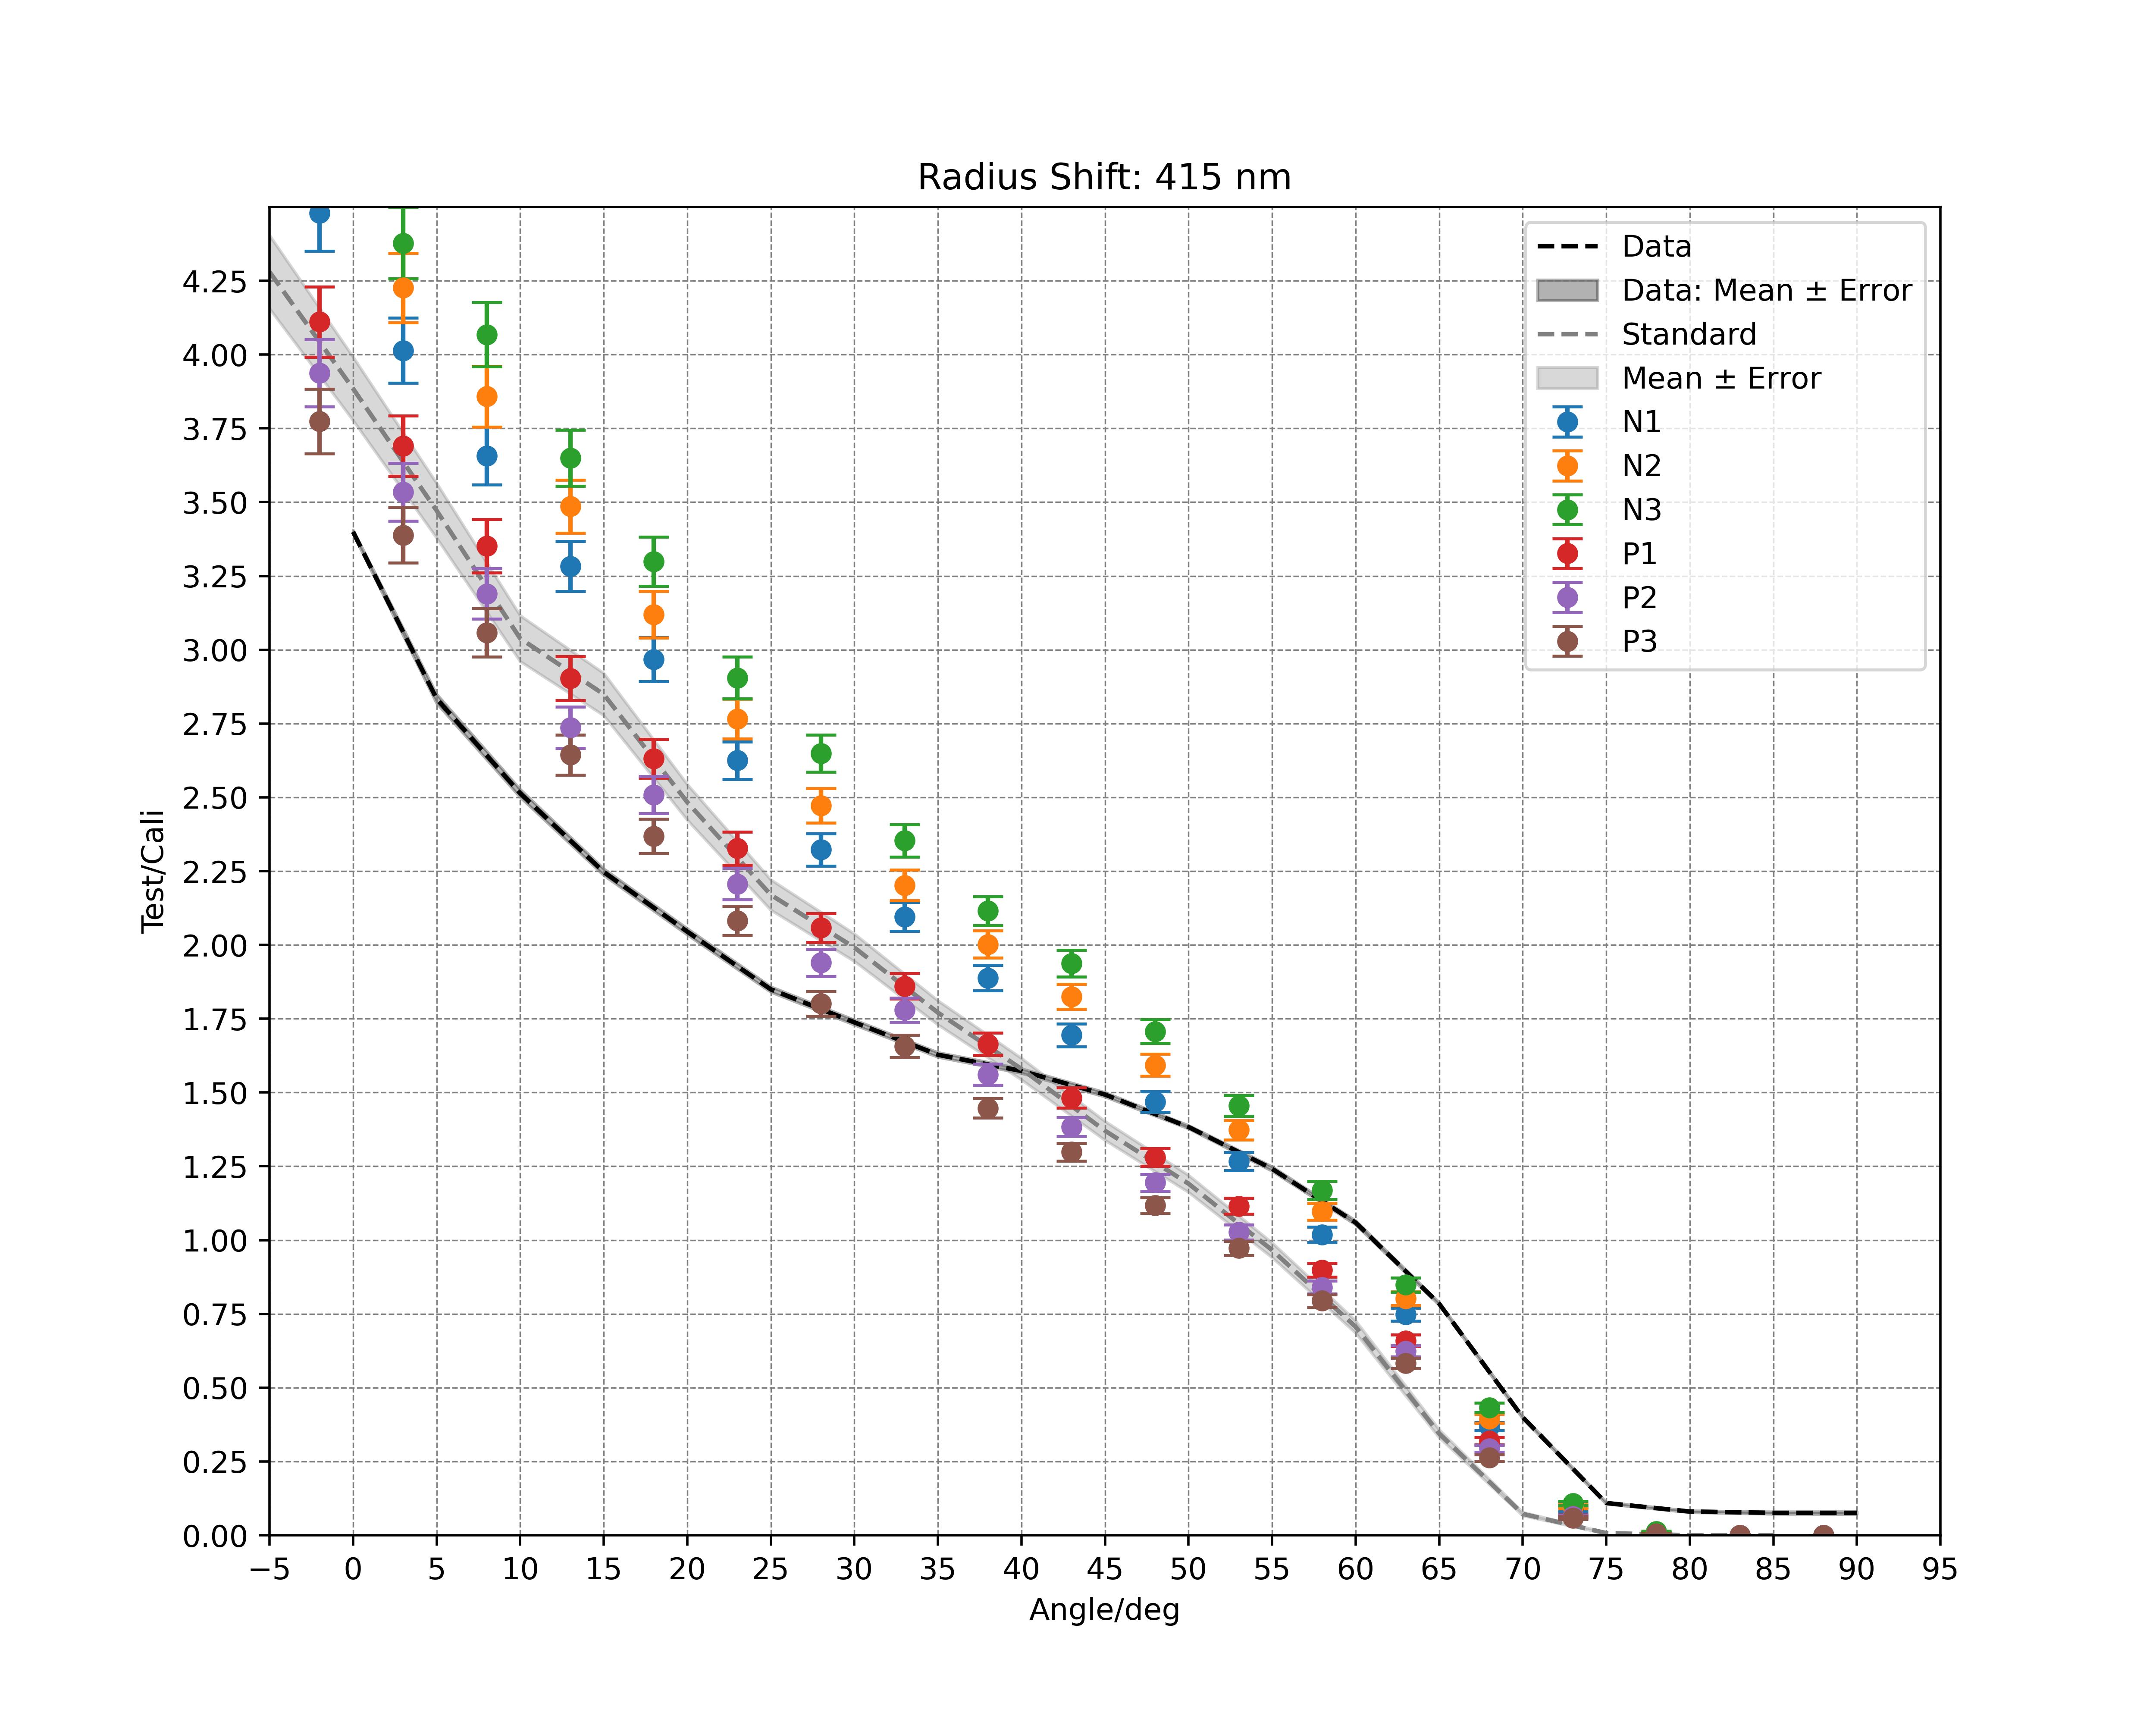 Radius Shift: 415 nm
Test/Cali
4.25
4.00
3.75
3.50
3.25
3.00
2.75
2.50
2.25
2.00
1.75
1.50
1.25
1.00
0.75
0.50
0.25
0.00
−5 0 5 10 15 20 25 30 35 40 45 50 55 60 65 70 75 80 85 90 95
Angle/deg
Data
Data: Mean ± Error
Standard
Mean ± Error
N1
N2
N3
P1
P2
P3